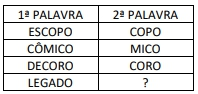 1ª PALAVRA 2ª PALAVRA
ESCOPO COPO
CÔMICO MICO
DECORO CORO
LEGADO ?